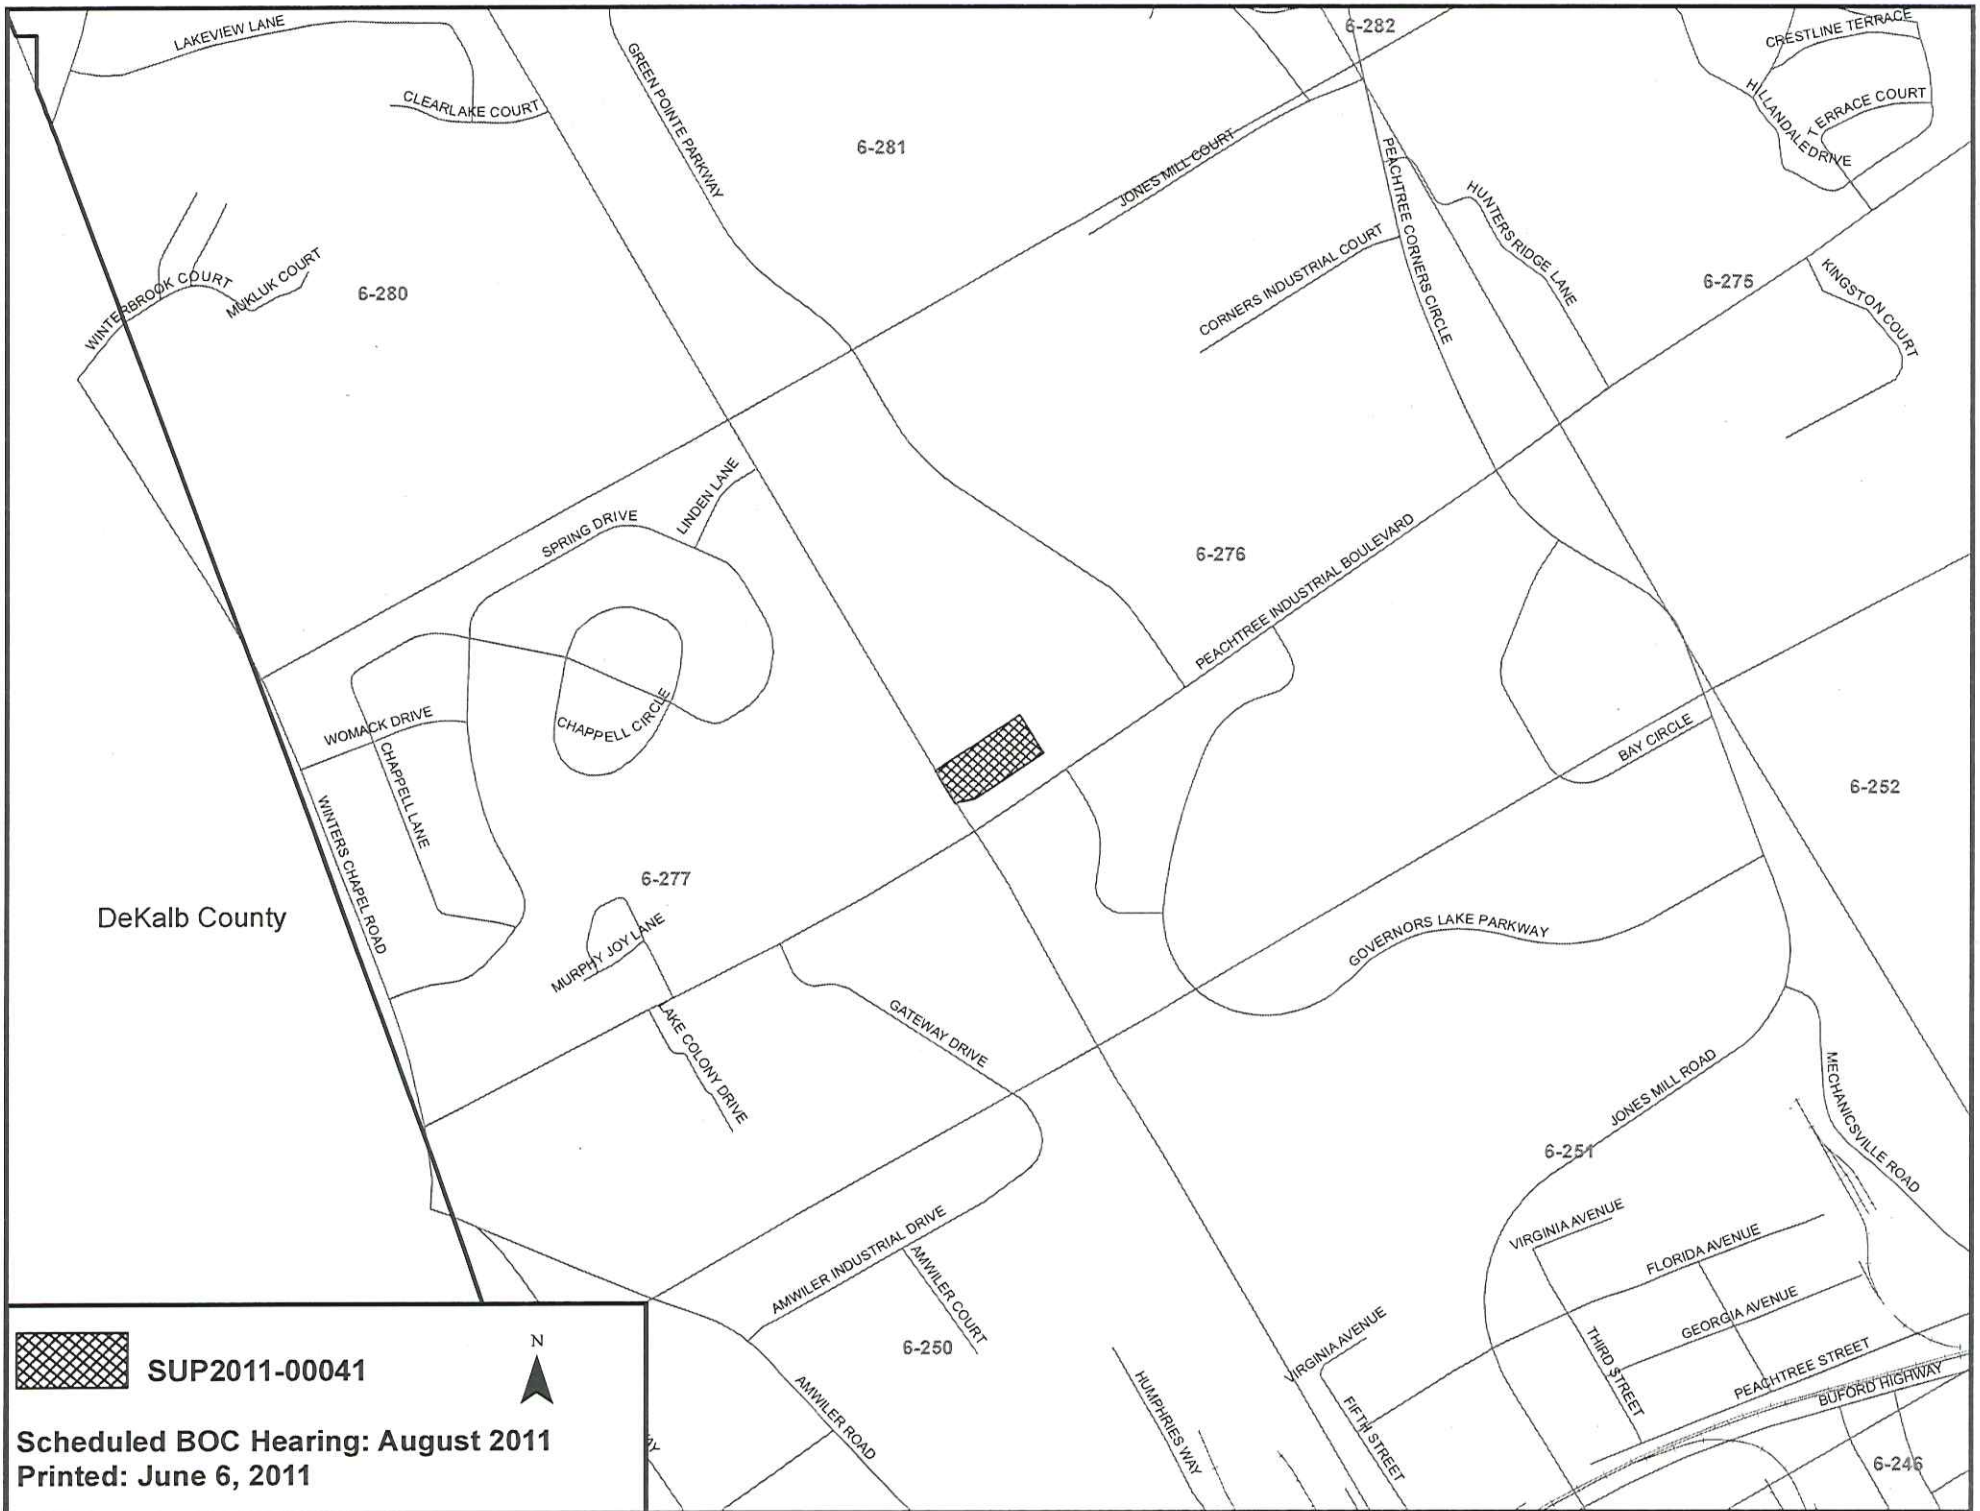 LAKEVIEW LANE
6-282
CRESTLINE TERRACE
GREEN POINTE PARKWAY
CLEARLAKE COURT
HILLANDALE DRIVE
TERRACE COURT
6-281
JONES MILL COURT
PEACHTREE CORNERS CIRCLE
HUNTERS RIDGE LANE
WINTERBROOK COURT
MUKLUK COURT
6-280
CORNERS INDUSTRIAL COURT
6-275
KINGSTON COURT
LINDEN LANE
SPRING DRIVE
6-276
PEACHTREE INDUSTRIAL BOULEVARD
WOMACK DRIVE
CHAPPELL CIRCLE
CHAPPELL LANE
BAY CIRCLE
6-252
WINTERS CHAPEL ROAD
6-277
DeKalb County
MURPHY JOY LANE
GOVERNORS LAKE PARKWAY
LAKE COLONY DRIVE
GATEWAY DRIVE
JONES MILL ROAD
MECHANICSVILLE ROAD
6-251
AMWILER INDUSTRIAL DRIVE
AMWILER COURT
VIRGINIA AVENUE
FLORIDA AVENUE
GEORGIA AVENUE
6-250
VIRGINIA AVENUE
THIRD STREET
PEACHTREE STREET
BUFORD HIGHWAY
AMWILER ROAD
HUMPHRIES WAY
FIFTH STREET
6-246
N
SUP2011-00041
Scheduled BOC Hearing: August 2011
Printed: June 6, 2011